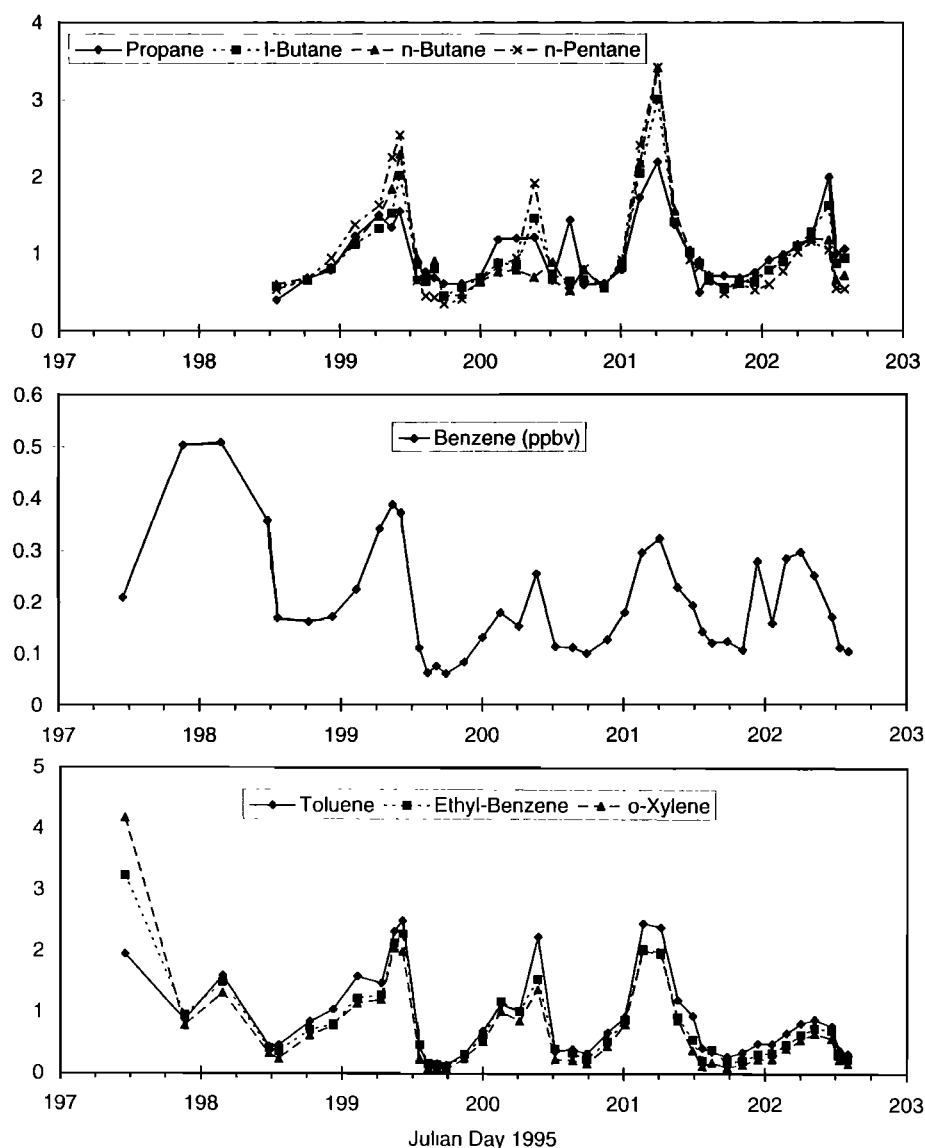 4
Propane l-Butane n-Butane n-Pentane
3
2
1
0
197 198 199 200 201 202 203
0.6
Benzene (ppbv)
0.5
0.4
0.3
0.2
0.1
0
197 198 199 200 201 202 203
5
Toluene Ethyl-Benzene o-Xylene
4
3
2
1
0
197 198 199 200 201 202 203
Julian Day 1995